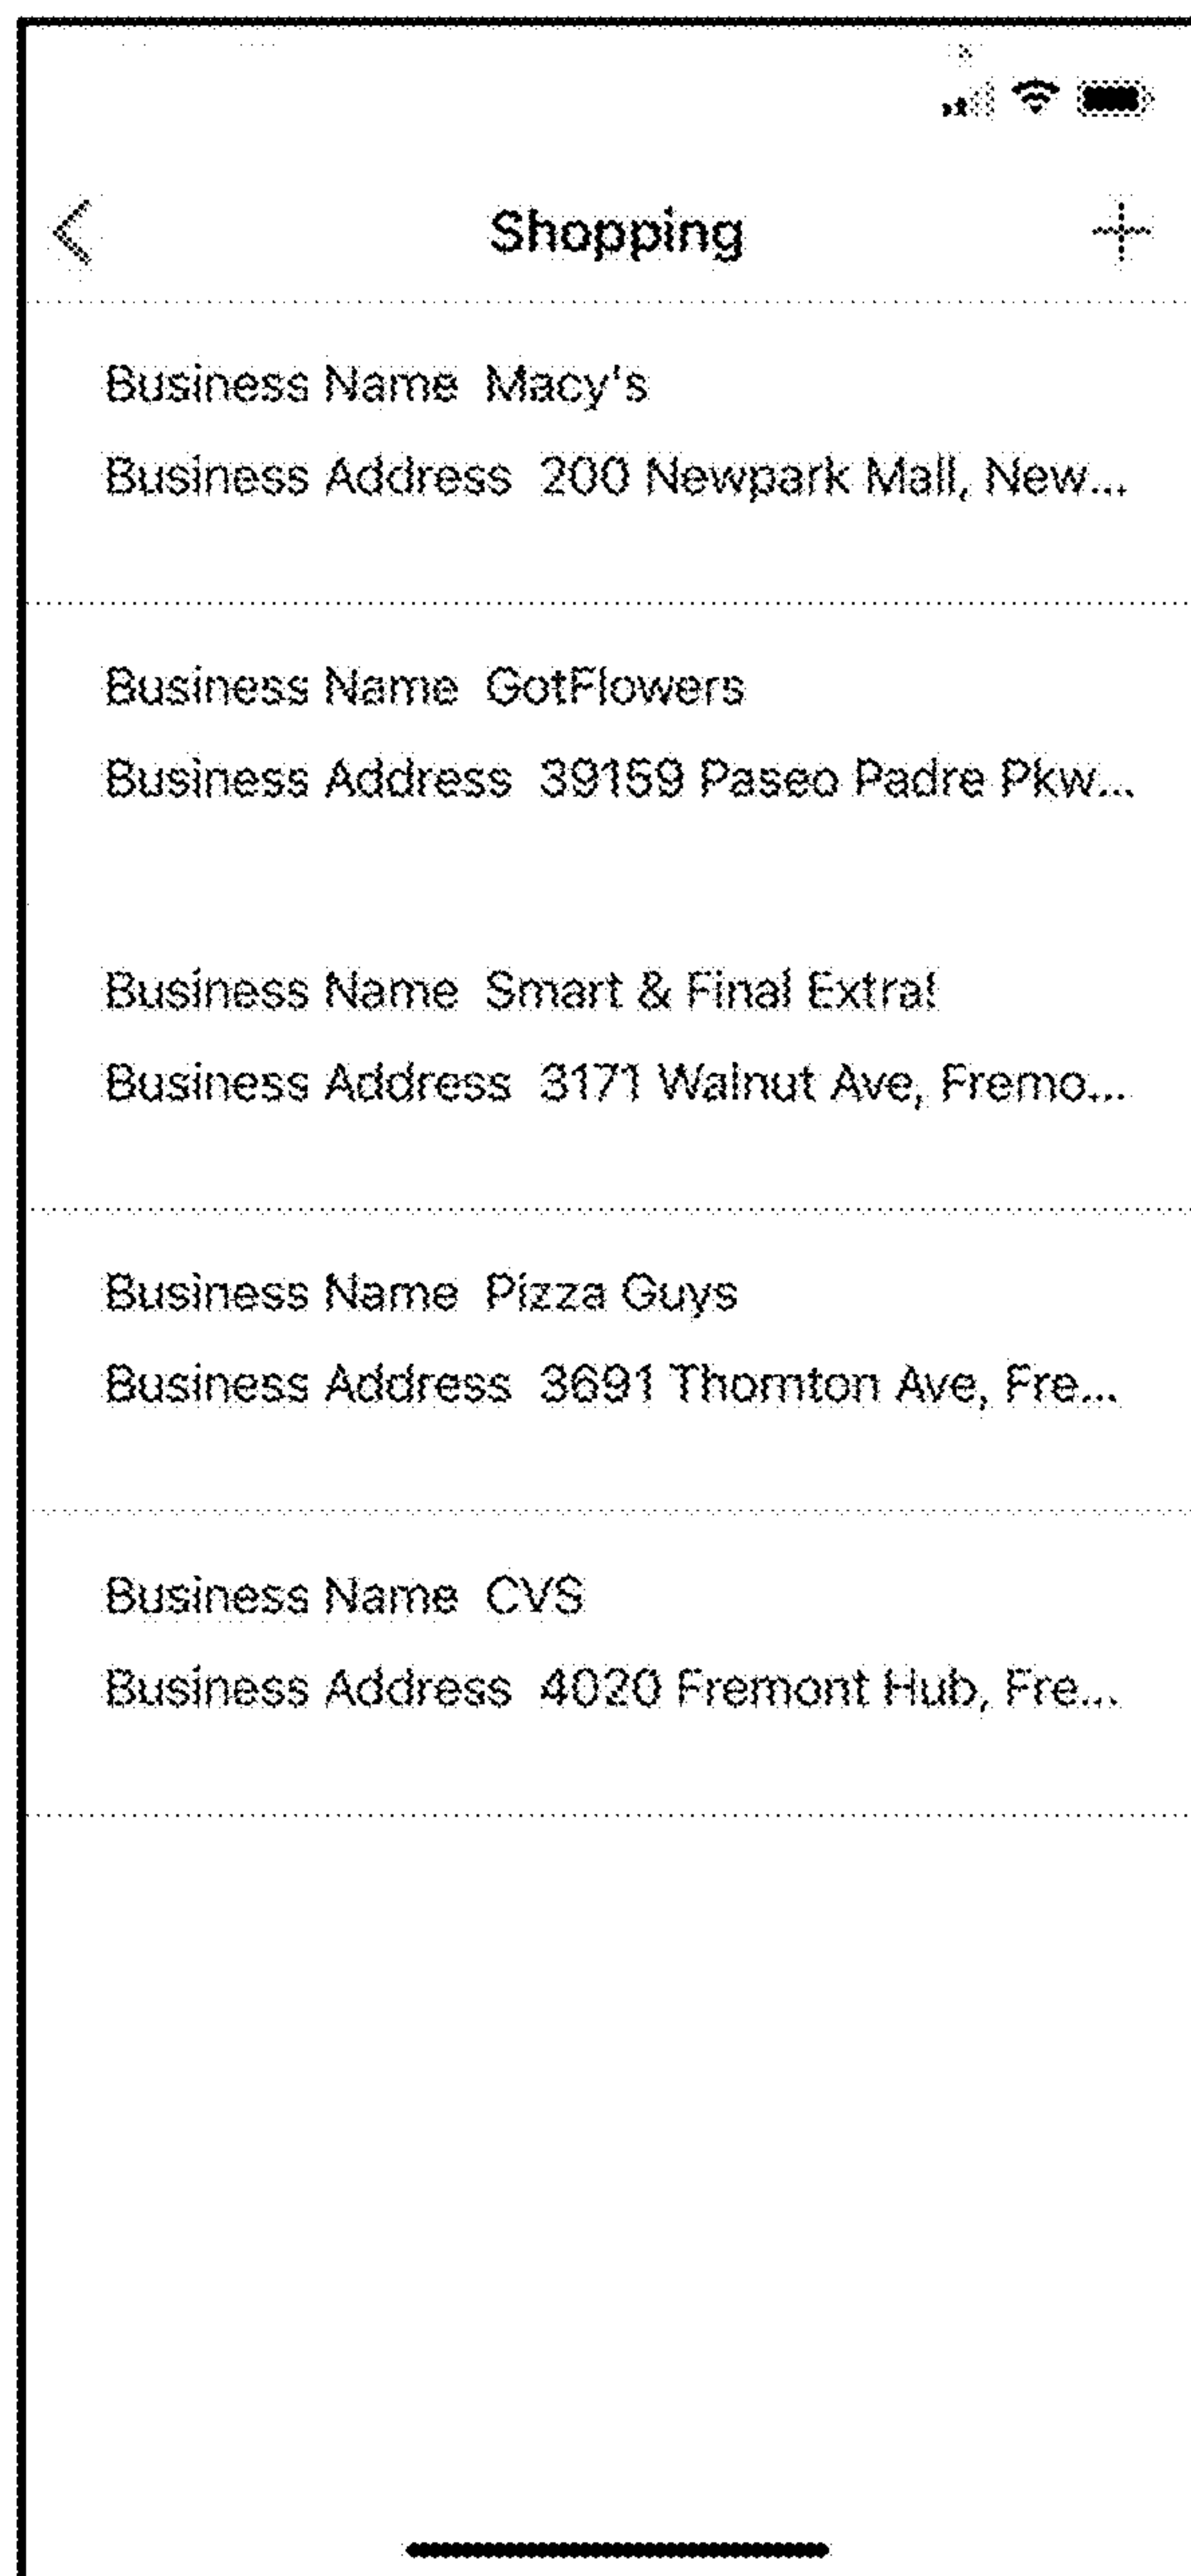 Shopping
Business Name Macy's
Business Address 200 Newpark Mall, New...
Business Name GotFlowers
Business Address 39159 Paseo Padre Pkw...
Business Name Smart & Final Extra!
Business Address 3171 Walnut Ave, Fremo...
Business Name Pizza Guys
Business Address 3691 Thornton Ave, Fre...
Business Name CVS
Business Address 4020 Fremont Hub, Fre...